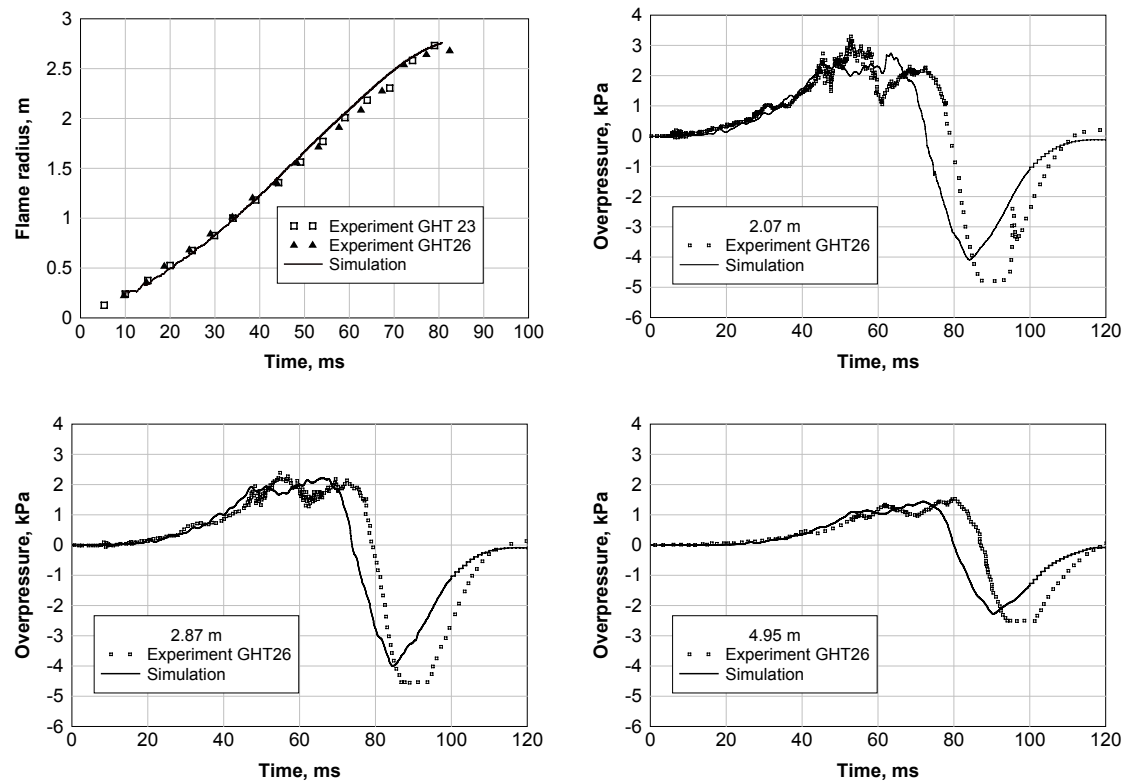 3
2.5
2
1.5
1
0.5
0
Flame radius, m
Experiment GHT 23
Experiment GHT26
Simulation
0 10 20 30 40 50 60 70 80 90 100
Time, ms
4
3
2
1
0
-1
-2
-3
-4
-5
-6
Overpressure, kPa
2.07 m
Experiment GHT26
Simulation
0 20 40 60 80 100 120
Time, ms
4
3
2
1
0
-1
-2
-3
-4
-5
-6
Overpressure, kPa
2.87 m
Experiment GHT26
Simulation
0 20 40 60 80 100 120
Time, ms
4
3
2
1
0
-1
-2
-3
-4
-5
-6
Overpressure, kPa
4.95 m
Experiment GHT26
Simulation
0 20 40 60 80 100 120
Time, ms